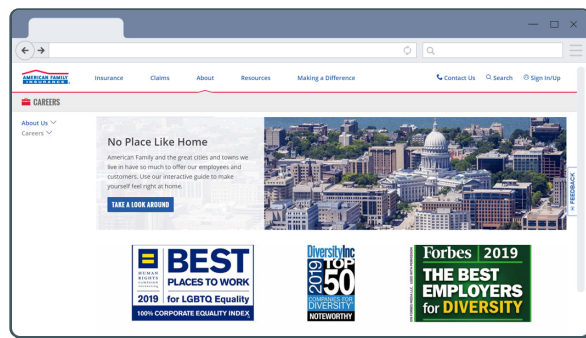 AMERICAN FAMILY
INSURANCE
Insurance Claims About Resources Making a Difference Contact Us Search Sign In/Up
CAREERS
About Us
Careers
No Place Like Home
American Family and the great cities and towns we
live in have so much to offer our employees and
customers. Use our interactive guide to make
yourself feel right at home.
TAKE A LOOK AROUND
FEEDBACK
HUMAN
RIGHTS
CAMPAIGN
BEST
PLACES TO WORK
2019 for LGBTQ Equality
100% CORPORATE EQUALITY INDEX
DiversityInc
2019 TOP
50
COMPANIES FOR
DIVERSITY
NOTEWORTHY
Forbes 2019
THE BEST
EMPLOYERS
for DIVERSITY